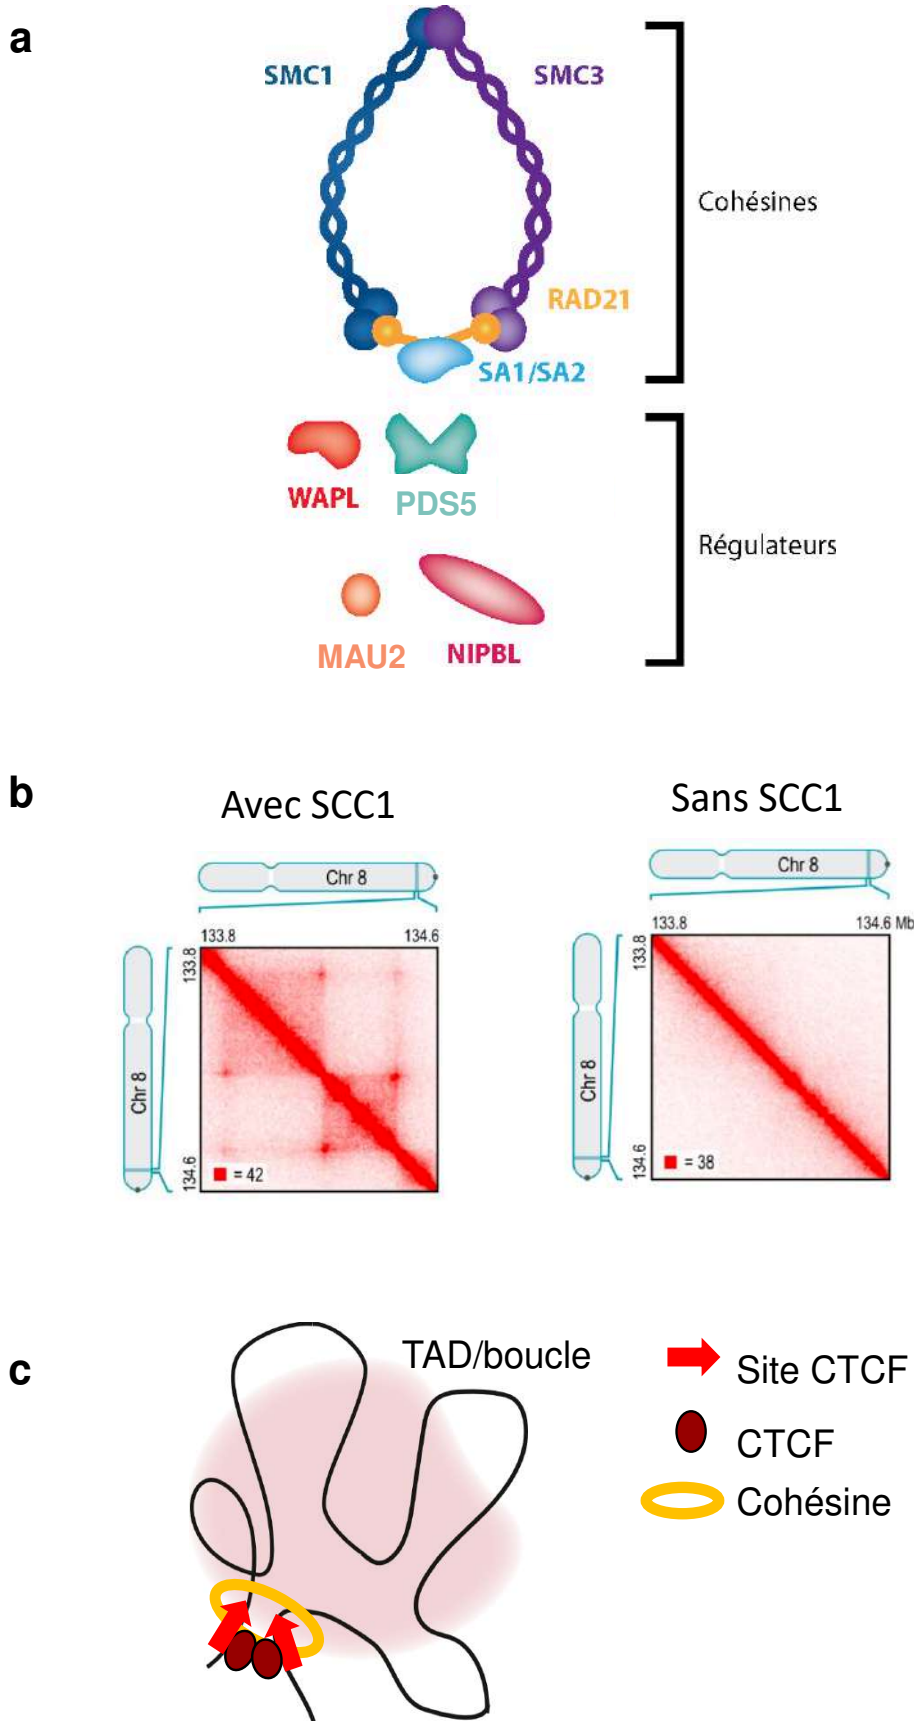 a
SMC1
SMC3
Cohésines
RAD21
SA1/SA2
WAPL
PDS5
Régulateurs
MAU2
NIPBL
b
Avec SCC1
Sans SCC1
Chr 8
Chr 8
133.8
134.6
133.8
134.6 Mb
133.8
133.8
Chr 8
Chr 8
134.6
134.6
= 42
= 38
c
TAD/boucle
Site CTCF
CTCF
Cohésine